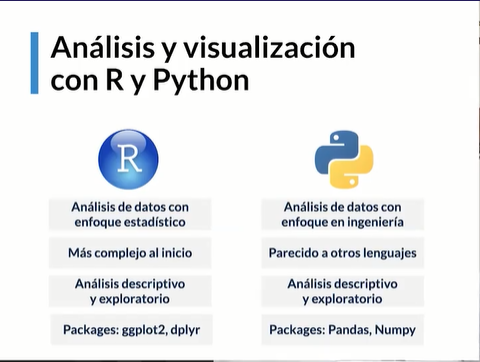 Análisis y visualización
con R y Python
R
Análisis de datos con
enfoque estadístico
Más complejo al inicio
Análisis descriptivo
y exploratorio
Packages: ggplot2, dplyr
Análisis de datos con
enfoque en ingeniería
Parecido a otros lenguajes
Análisis descriptivo
y exploratorio
Packages: Pandas, Numpy